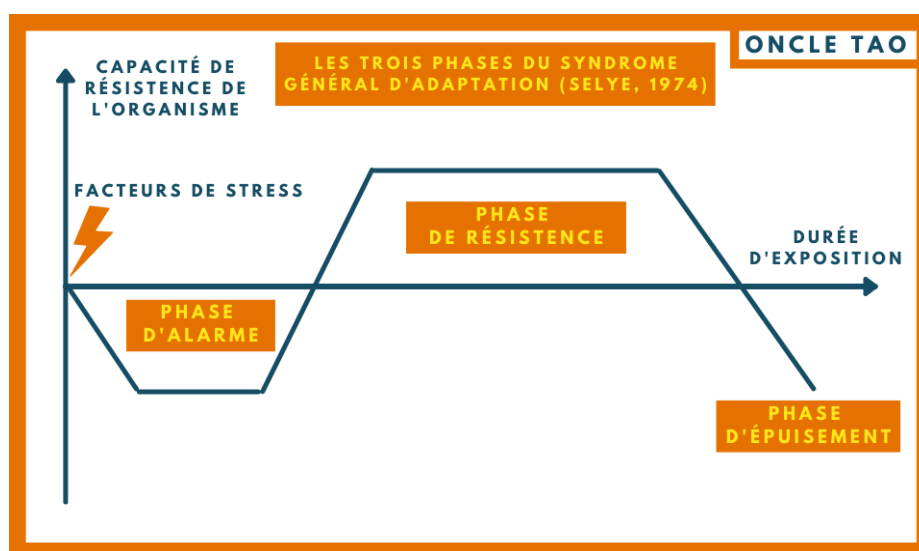 ONCLE TAO
LES TROIS PHASES DU SYNDROME
GÉNÉRAL D'ADAPTATION (SELYE, 1974)
CAPACITÉ DE
RÉSISTENCE DE
L'ORGANISME
FACTEURS DE STRESS
PHASE
DE RÉSISTENCE
DURÉE
D'EXPOSITION
PHASE
D'ALARME
PHASE
D'ÉPUISEMENT